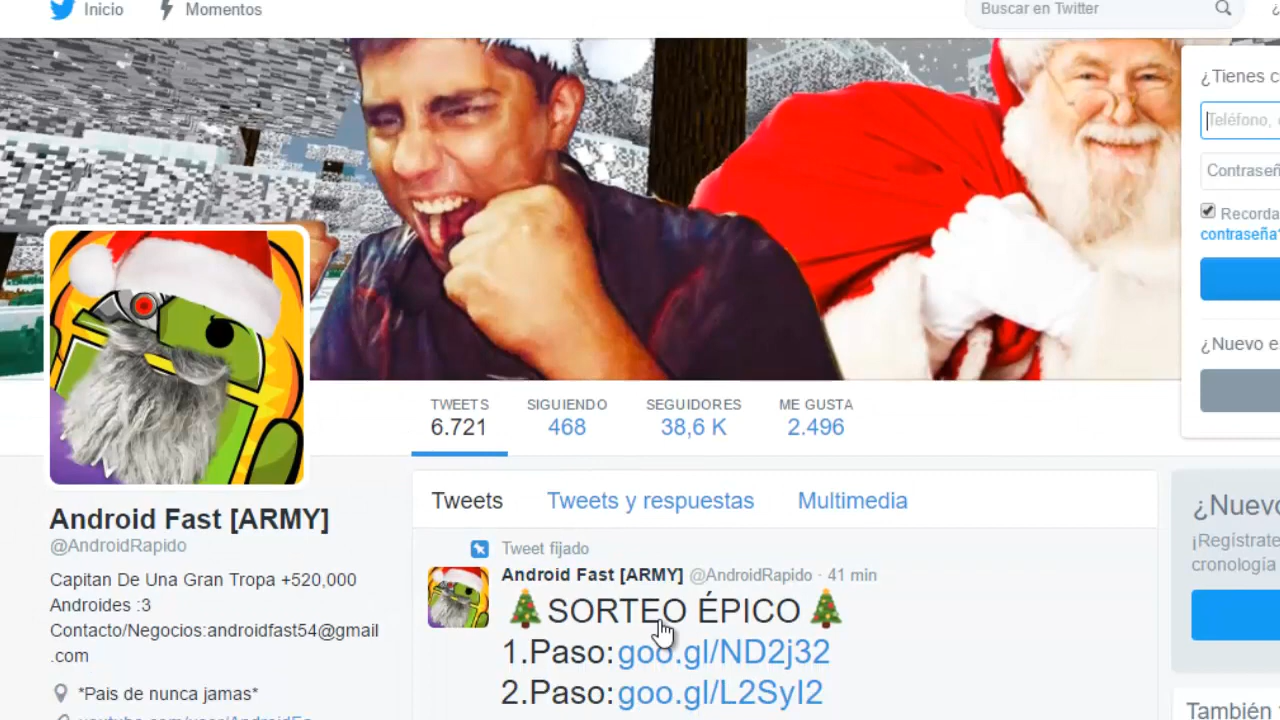 Inicio
Momentos
Buscar en Twitter
¿Tienes
Teléfono,
Contraseñ
Recorda
contraseña?
¿Nuevo e
TWEETS
6.721
SIGUIENDO
468
SEGUIDORES
38,6 K
ME GUSTA
2.496
Android Fast [ARMY]
@AndroidRapido
Capitan De Una Gran Tropa +520,000
Androides :3
Contacto/Negocios:androidfast54@gmail
.com
*Pais de nunca jamas*
Tweets
Tweets y respuestas
Multimedia
Tweet fijado
Android Fast [ARMY] @AndroidRapido · 41 min
🎄SORTEO ÉPICO🎄
1.Paso:goo.gl/ND2j32
2.Paso:goo.gl/L2SyI2
¿Nuevo
¡Regístrate
cronología
También